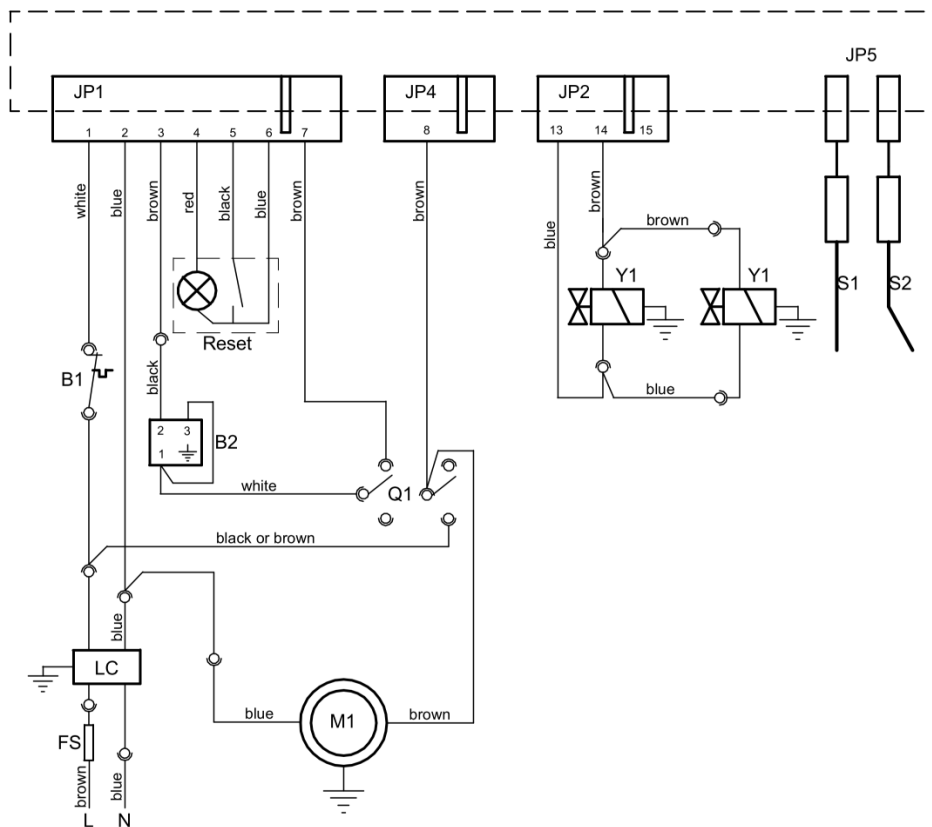 JP5
JP1 JP4 JP2
1 2 3 4 5 6 7 8 13 14 15
white blue brown red black blue brown brown blue brown
brown
Y1 Y1 S1 S2
Reset
B1 black
blue
2 3 B2
1
white Q1
black or brown
blue
LC
blue M1 brown
FS
brown blue
L N